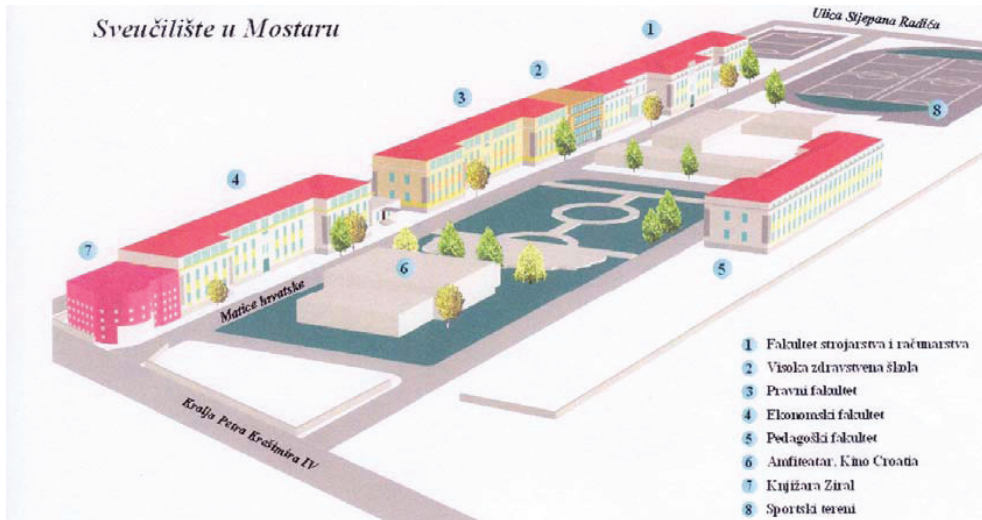 Sveučilište u Mostaru
Ulica Stjepana Radića
1
2
3
8
4
7
6
5
Matice hrvatske
Kralja Petra Krešimira IV
1 Fakultet strojarstva i računarstva
2 Visoka zdravstvena škola
3 Pravni fakultet
4 Ekonomski fakultet
5 Pedagoški fakultet
6 Amfiteatar, Kino Croatia
7 Knjižara Ziral
8 Sportski tereni